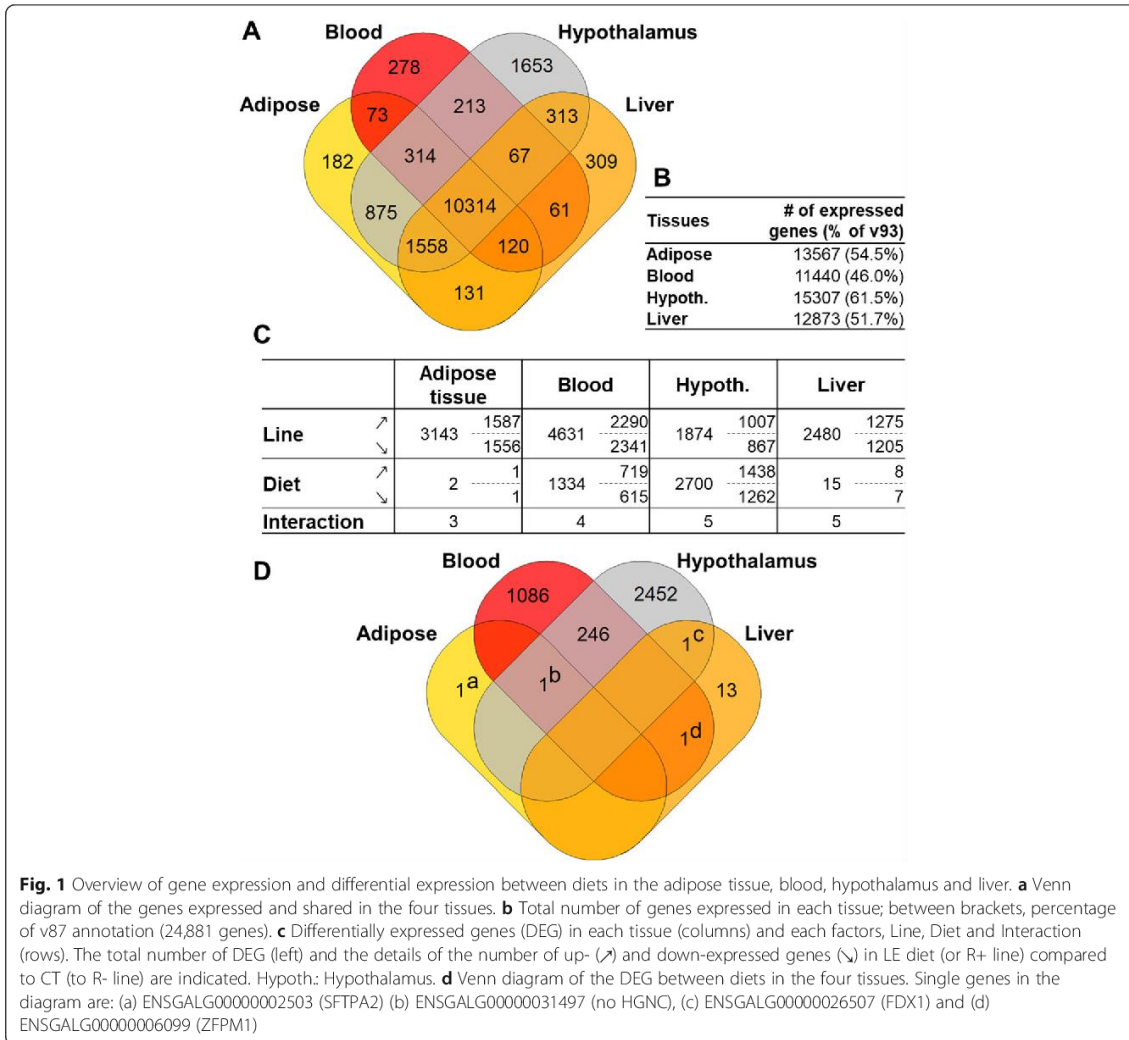 A
Blood
Hypothalamus
278
1653
Adipose
Liver
73
213
313
182
314
67
309
875
10314
61
1558
120
131
B
Tissues # of expressed genes (% of v93)
Adipose 13567 (54.5%)
Blood 11440 (46.0%)
Hypoth. 15307 (61.5%)
Liver 12873 (51.7%)
C
Adipose tissue Blood Hypoth. Liver
Line ↗ 3143 1587 4631 2290 1874 1007 2480 1275
↘ 1556 2341 867 1205
Diet ↗ 2 1 1334 719 2700 1438 15 8
↘ 1 615 1262 7
Interaction 3 4 5 5
D
Blood
Hypothalamus
1086
2452
Adipose
246
Liver
1c
1a
1b
13
1d
Fig. 1 Overview of gene expression and differential expression between diets in the adipose tissue, blood, hypothalamus and liver. a Venn
diagram of the genes expressed and shared in the four tissues. b Total number of genes expressed in each tissue; between brackets, percentage
of v87 annotation (24,881 genes). c Differentially expressed genes (DEG) in each tissue (columns) and each factors, Line, Diet and Interaction
(rows). The total number of DEG (left) and the details of the number of up- (↗) and down-expressed genes (↘) in LE diet (or R+ line) compared
to CT (to R- line) are indicated. Hypoth.: Hypothalamus. d Venn diagram of the DEG between diets in the four tissues. Single genes in the
diagram are: (a) ENSGALG00000002503 (SFTPA2) (b) ENSGALG00000031497 (no HGNC), (c) ENSGALG00000026507 (FDX1) and (d)
ENSGALG00000006099 (ZFPM1)